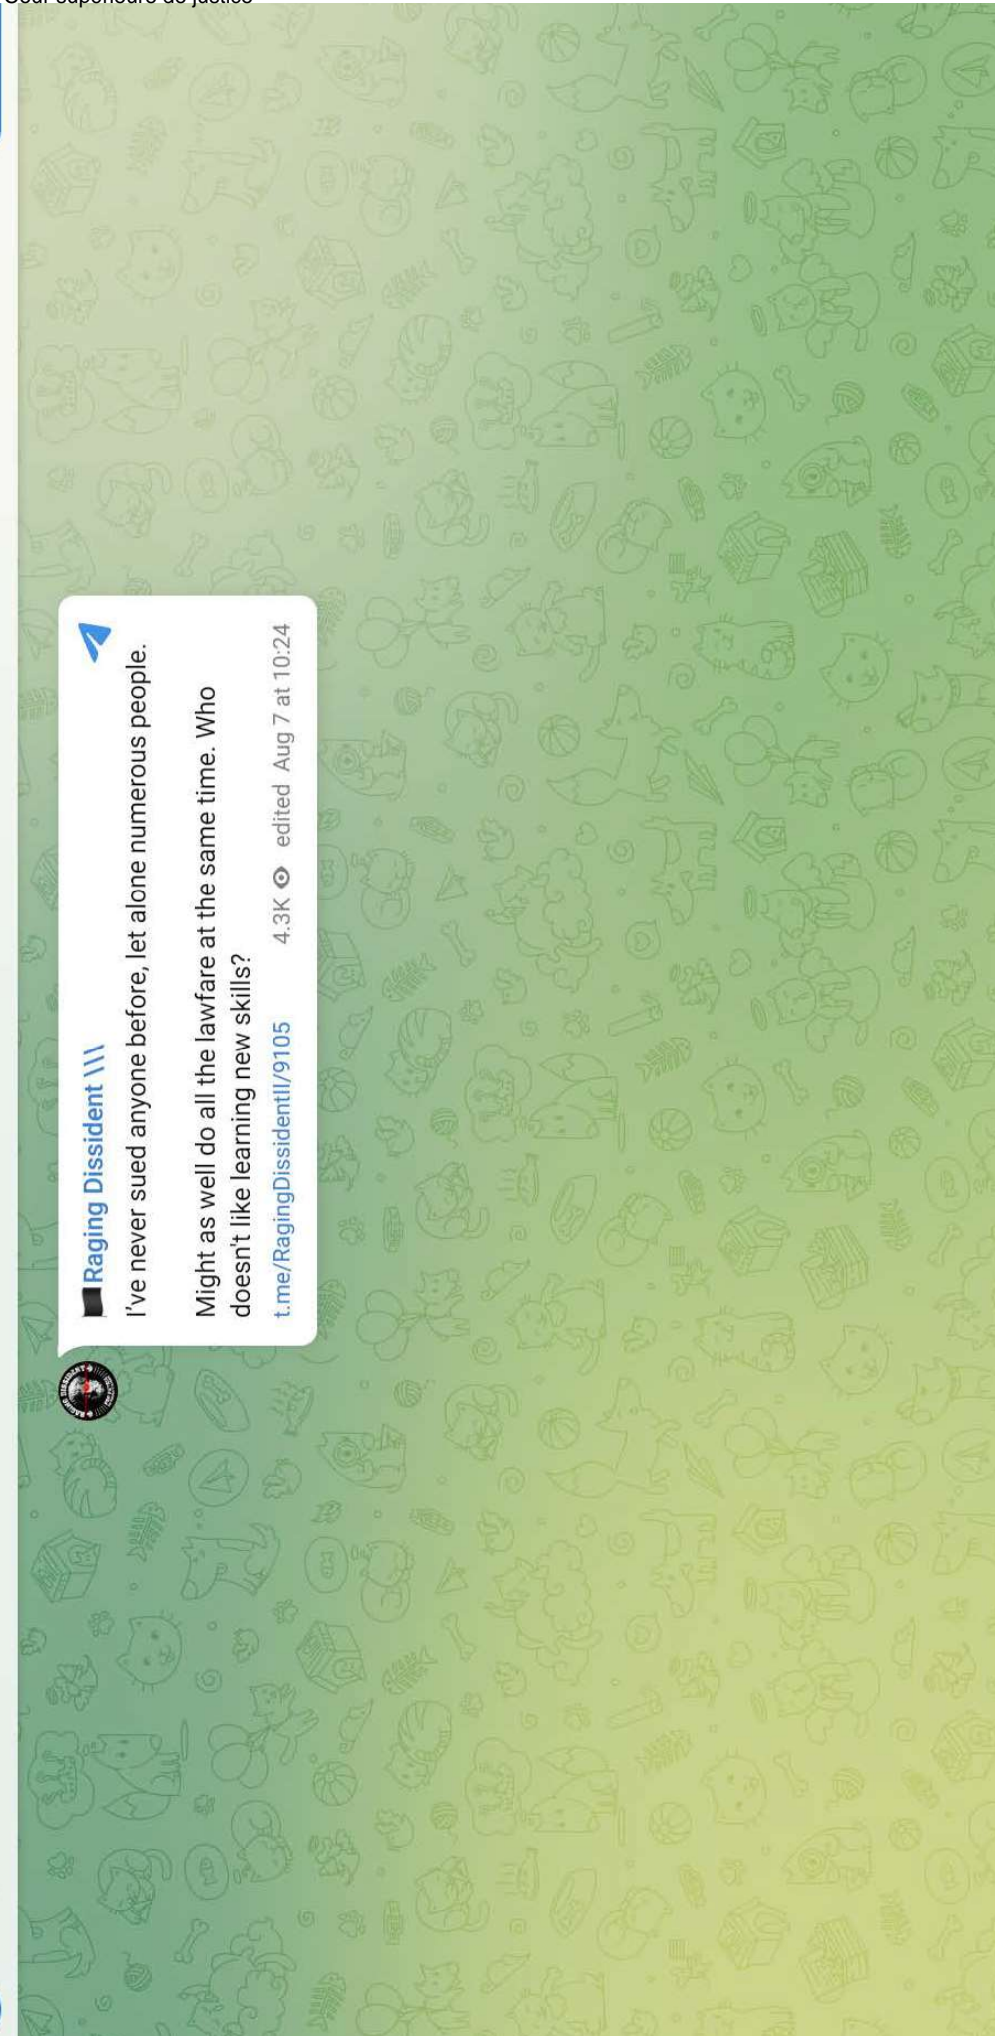 Cour supérieure de justice
🏴Raging Dissident \\\
I've never sued anyone before, let alone numerous people.
Might as well do all the lawfare at the same time. Who
doesn't like learning new skills?
t.me/RagingDissidentII/9105 4.3K edited Aug 7 at 10:24